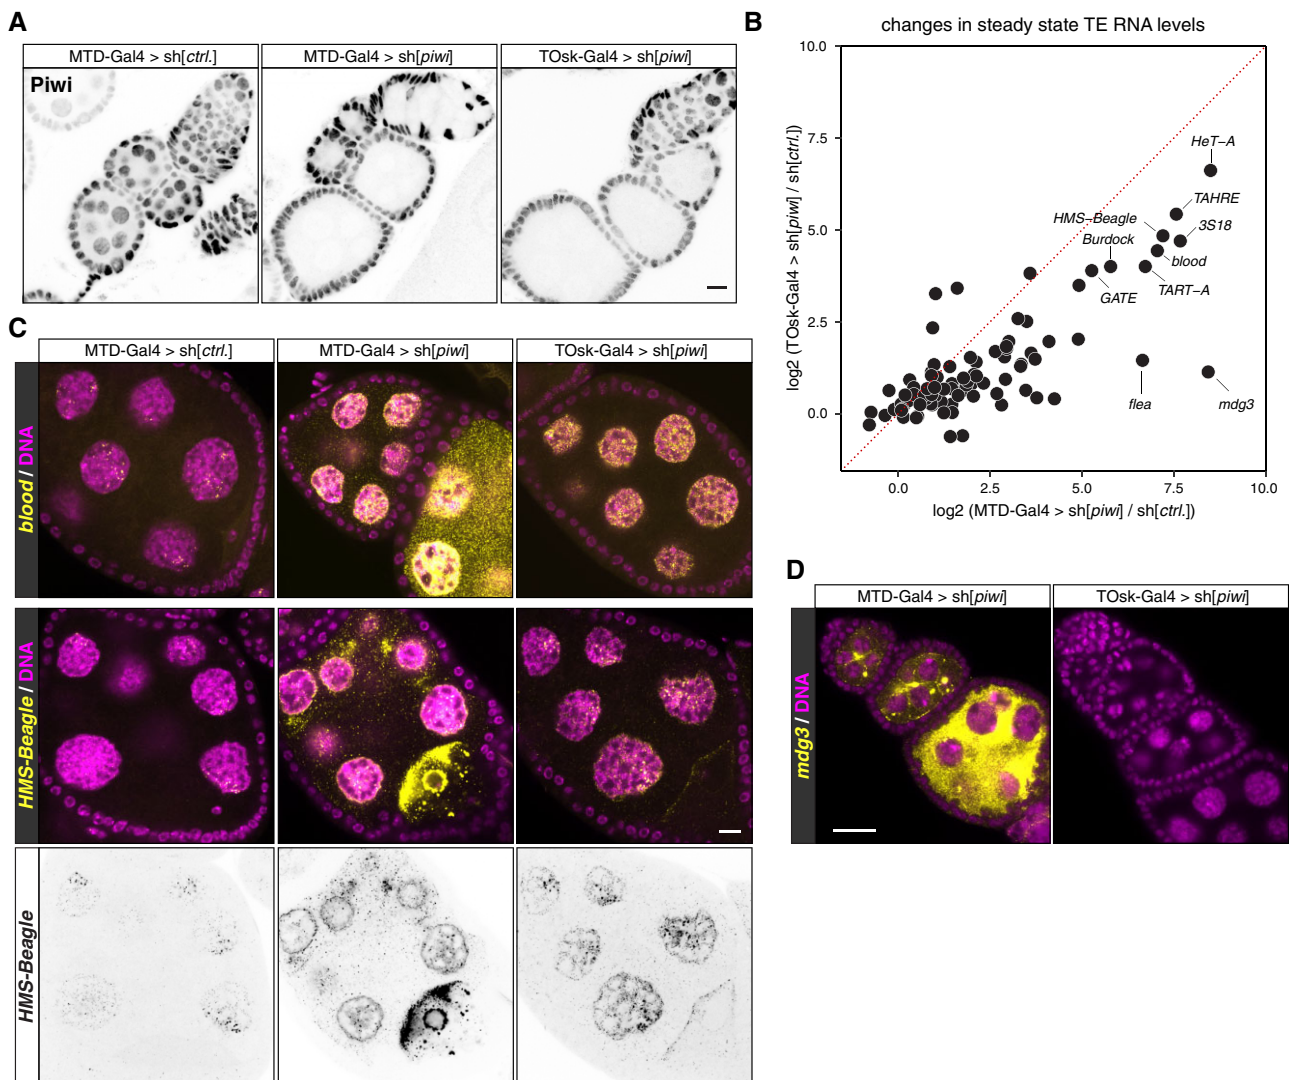 A
MTD-Gal4 > sh[ctrl.]
MTD-Gal4 > sh[piwi]
TOsk-Gal4 > sh[piwi]
Piwi
B
changes in steady state TE RNA levels
10.0
7.5
5.0
2.5
0.0
log2 (TOsk-Gal4 > sh[piwi] / sh[ctrl.])
HeT−A
TAHRE
HMS−Beagle
3S18
Burdock
blood
GATE
TART−A
flea
mdg3
0.0
2.5
5.0
7.5
10.0
log2 (MTD-Gal4 > sh[piwi] / sh[ctrl.])
C
MTD-Gal4 > sh[ctrl.]
MTD-Gal4 > sh[piwi]
TOsk-Gal4 > sh[piwi]
blood / DNA
HMS-Beagle / DNA
HMS-Beagle
D
MTD-Gal4 > sh[piwi]
TOsk-Gal4 > sh[piwi]
mdg3 / DNA